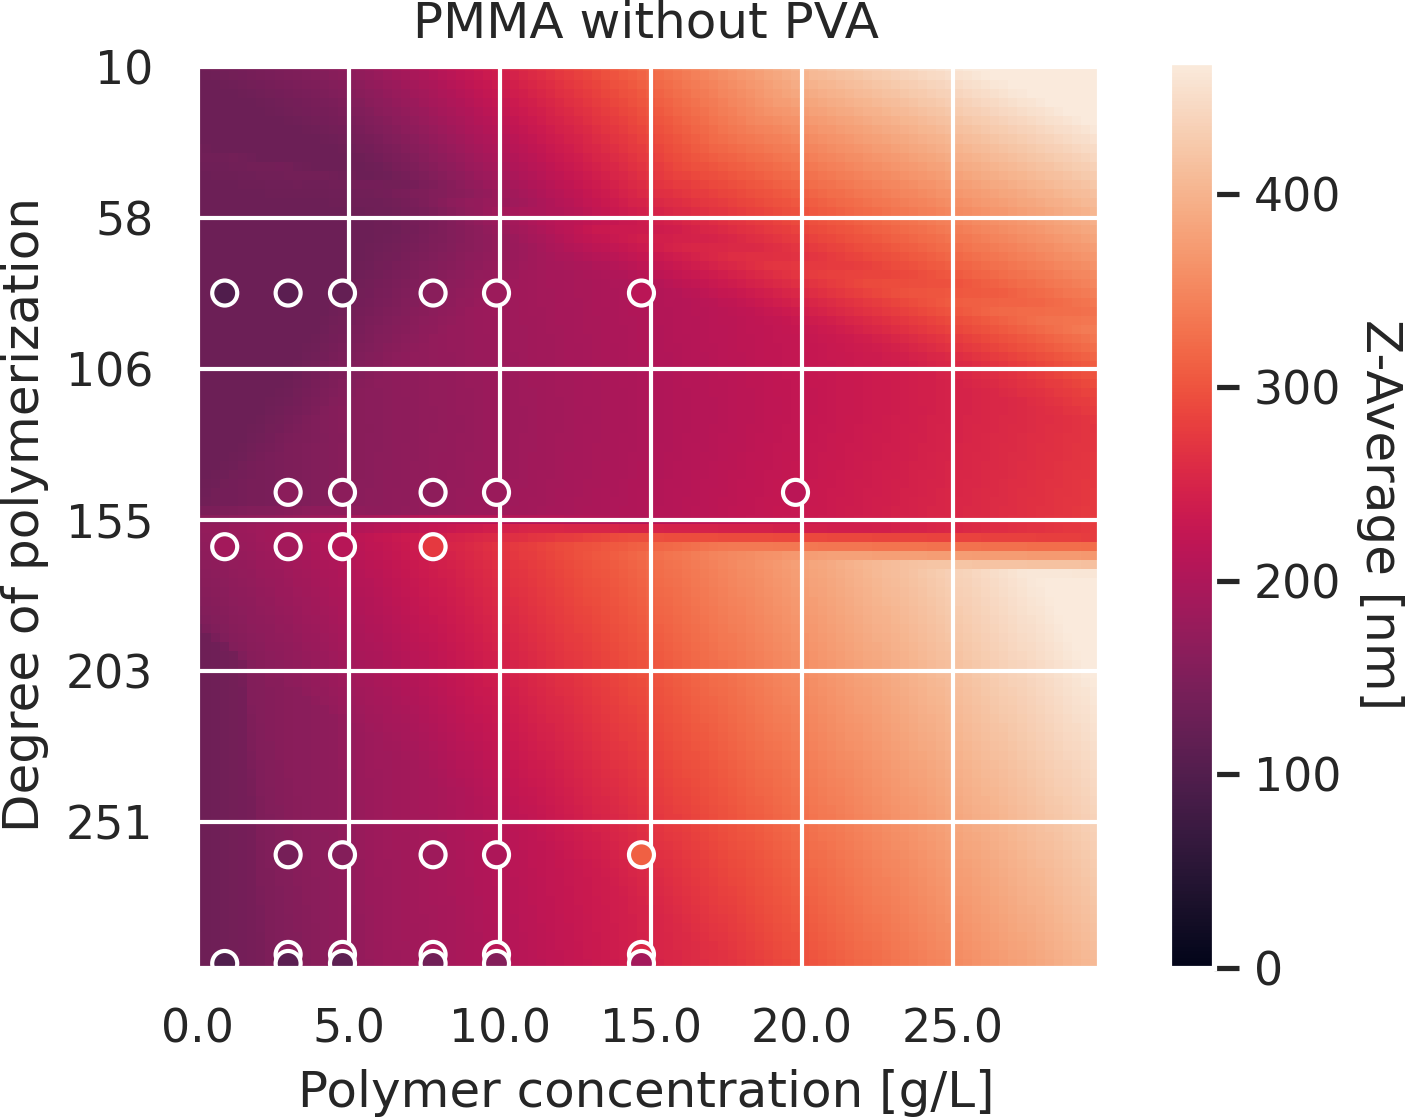 PMMA without PVA
10
58
106
155
203
251
Degree of polymerization
0.0 5.0 10.0 15.0 20.0 25.0
Polymer concentration [g/L]
400
300
200
100
0
Z-Average [nm]